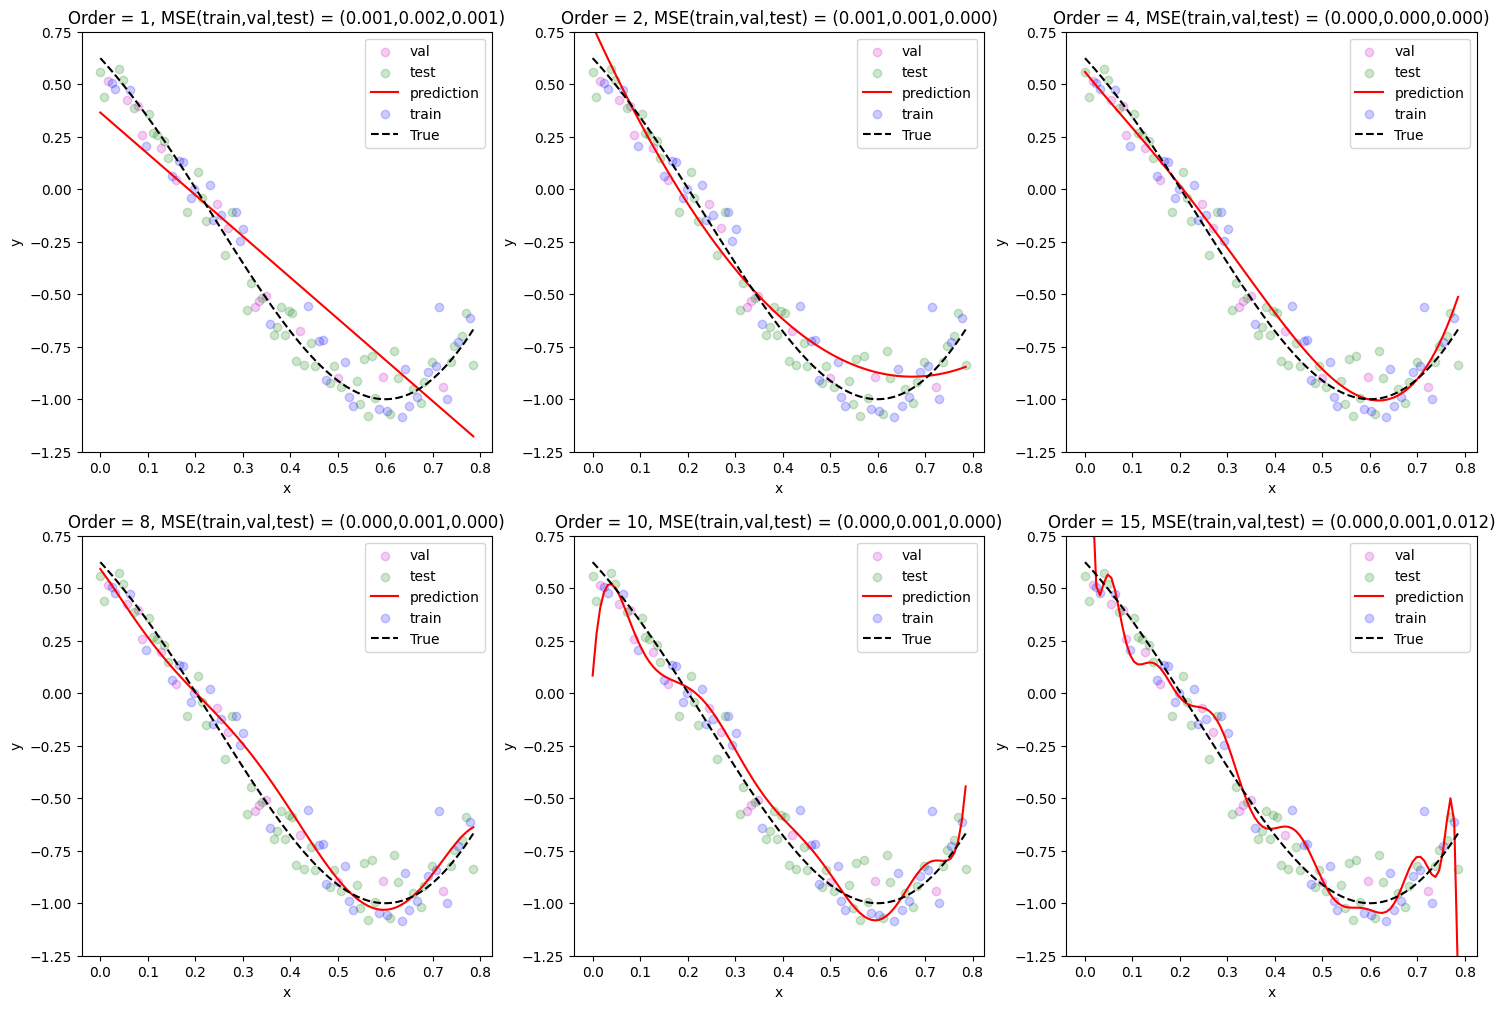 Order = 1, MSE(train,val,test) = (0.001,0.002,0.001)
0.75
0.50
0.25
0.00
−0.25
−0.50
−0.75
−1.00
−1.25
y
0.0 0.1 0.2 0.3 0.4 0.5 0.6 0.7 0.8
x
val
test
prediction
train
True
Order = 2, MSE(train,val,test) = (0.001,0.001,0.000)
0.75
0.50
0.25
0.00
−0.25
−0.50
−0.75
−1.00
−1.25
y
0.0 0.1 0.2 0.3 0.4 0.5 0.6 0.7 0.8
x
val
test
prediction
train
True
Order = 4, MSE(train,val,test) = (0.000,0.000,0.000)
0.75
0.50
0.25
0.00
−0.25
−0.50
−0.75
−1.00
−1.25
y
0.0 0.1 0.2 0.3 0.4 0.5 0.6 0.7 0.8
x
val
test
prediction
train
True
Order = 8, MSE(train,val,test) = (0.000,0.001,0.000)
0.75
0.50
0.25
0.00
−0.25
−0.50
−0.75
−1.00
−1.25
y
0.0 0.1 0.2 0.3 0.4 0.5 0.6 0.7 0.8
x
val
test
prediction
train
True
Order = 10, MSE(train,val,test) = (0.000,0.001,0.000)
0.75
0.50
0.25
0.00
−0.25
−0.50
−0.75
−1.00
−1.25
y
0.0 0.1 0.2 0.3 0.4 0.5 0.6 0.7 0.8
x
val
test
prediction
train
True
Order = 15, MSE(train,val,test) = (0.000,0.001,0.012)
0.75
0.50
0.25
0.00
−0.25
−0.50
−0.75
−1.00
−1.25
y
0.0 0.1 0.2 0.3 0.4 0.5 0.6 0.7 0.8
x
val
test
prediction
train
True